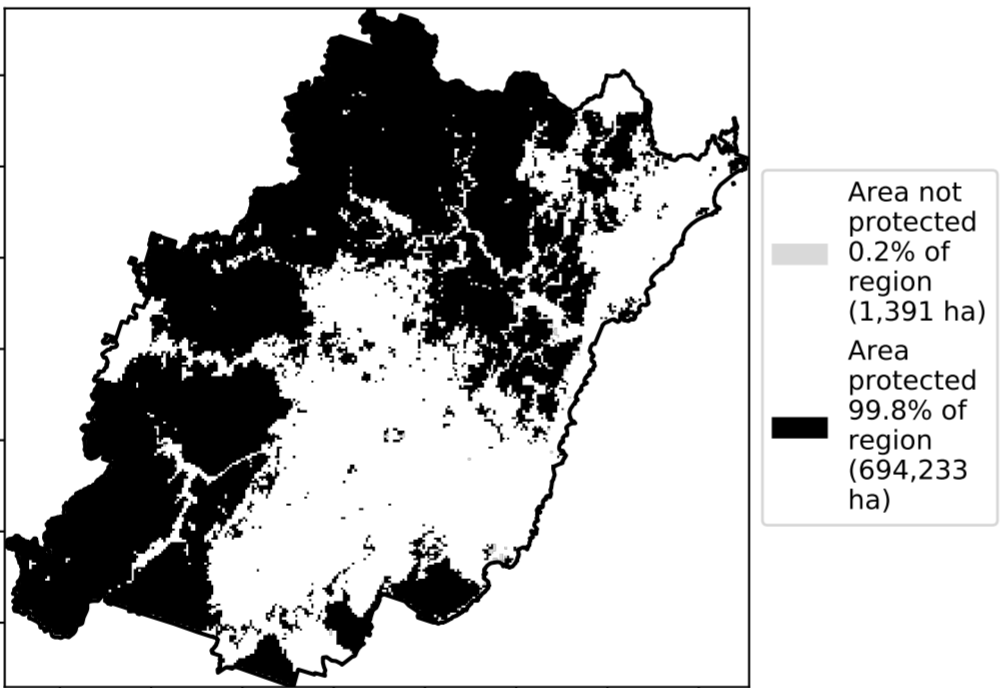 Area not
protected
0.2% of
region
(1,391 ha)
Area
protected
99.8% of
region
(694,233
ha)